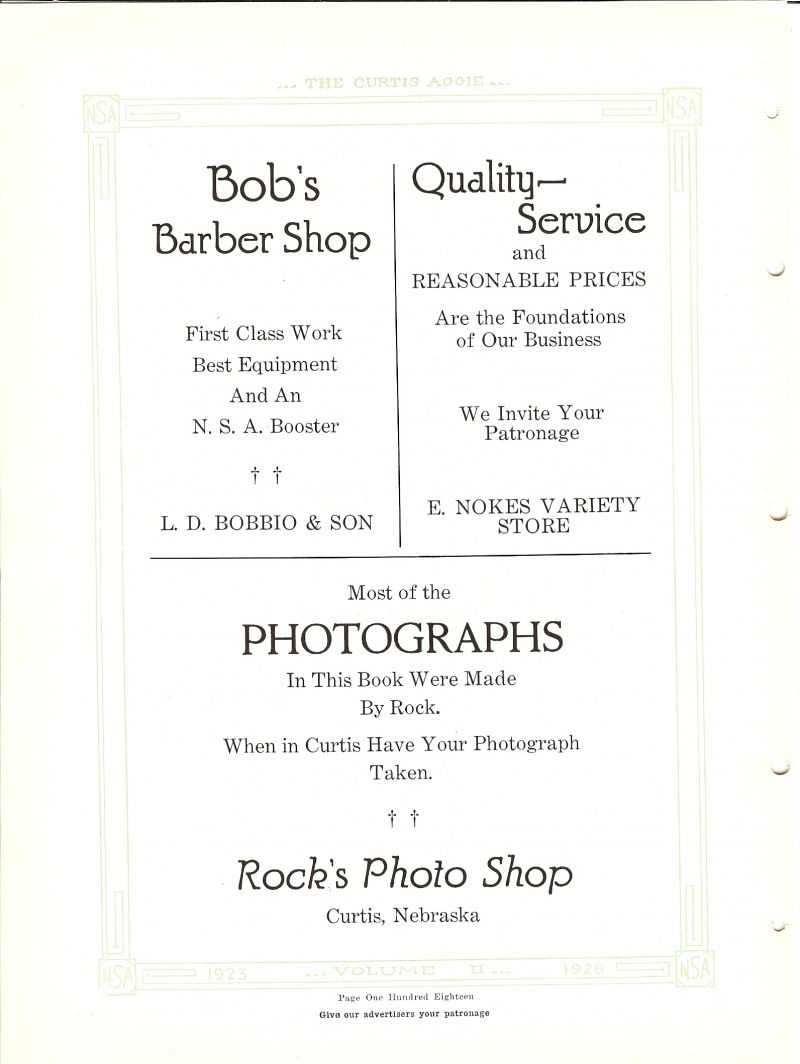 ... THE CURTIS AGGIE ...
NSA
NSA
Bob's
Barber Shop
First Class Work
Best Equipment
And An
N. S. A. Booster
† †
L. D. BOBBIO & SON
Quality—
Service
and
REASONABLE PRICES
Are the Foundations
of Our Business
We Invite Your
Patronage
E. NOKES VARIETY
STORE
Most of the
PHOTOGRAPHS
In This Book Were Made
By Rock.
When in Curtis Have Your Photograph
Taken.
† †
Rock's Photo Shop
Curtis, Nebraska
NSA
1923 ... VOLUME II ... 1926
NSA
Page One Hundred Eighteen
Give our advertisers your patronage